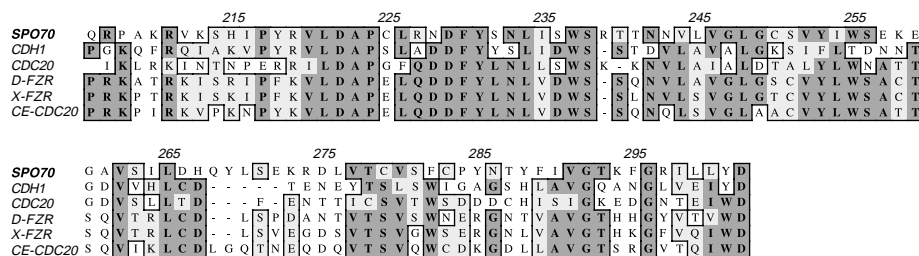 215 225 235 245 255
SPO70 Q R P A K R V K S H I P Y R V L D A P C L R N D F Y S N L I S W S R T T N N V L V G L G C S V Y I W S E K E
CDH1 P G K Q F R Q I A K V P Y R V L D A P S L A D D F Y Y S L I D W S - S T D V L A V A L G K S I F L T D N N T
CDC20 I K L R K I N T N P E R R I L D A P G F Q D D F Y L N L L S W S K - K N V L A I A L D T A L Y L W N A T T
D-FZR P R K A T R K I S R I P F K V L D A P E L Q D D F Y L N L V D W S - S Q N V L S V G L G S C V Y L W S A C T
X-FZR P R K P T R K I S K I P F K V L D A P E L Q D D F Y L N L V D W S - S L N V L S V G L G T C V Y L W S A C T
CE-CDC20 P R K P I R K V P K N P Y K V L D A P E L Q D D F Y L N L V D W S - S Q N Q L S V G L A A C V Y L W S A C T
265 275 285 295
SPO70 G A V S I L D H Q Y L S E K R D L V T C V S F C P Y N T Y F I V G T K F G R I L L Y D
CDH1 G D V V H L C D - - - - - T E N E Y T S L S W I G A G S H L A V G Q A N G L V E I Y D
CDC20 G D V S L L T D - - - F - E N T T I C S V T W S D D D C H I S I G K E D G N T E I W D
D-FZR S Q V T R L C D - - - L S P D A N T V T S V S W N E R G N T V A V G T H H G Y V T V W D
X-FZR S Q V T R L C D - - - L S V E G D S V T S V G W S E R G N L V A V G T H K G F V Q I W D
CE-CDC20 S Q V I K L C D L G Q T N E Q D Q V T S V Q W C D K G D L L A V G T S R G V T Q I W D